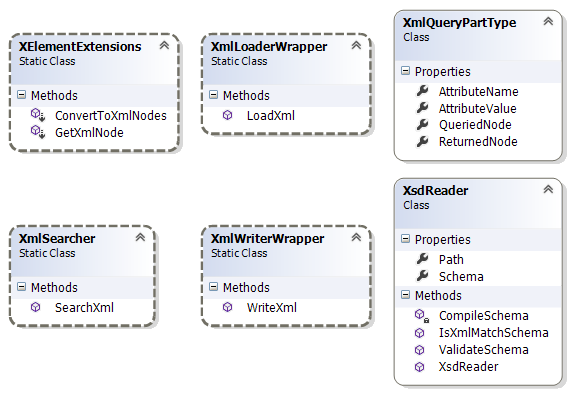 XElementExtensions
Static Class
Methods
ConvertToXmlNodes
GetXmlNode
XmlLoaderWrapper
Static Class
Methods
LoadXml
XmlQueryPartType
Class
Properties
AttributeName
AttributeValue
QueriedNode
ReturnedNode
XmlSearcher
Static Class
Methods
SearchXml
XmlWriterWrapper
Static Class
Methods
WriteXml
XsdReader
Class
Properties
Path
Schema
Methods
CompileSchema
IsXmlMatchSchema
ValidateSchema
XsdReader